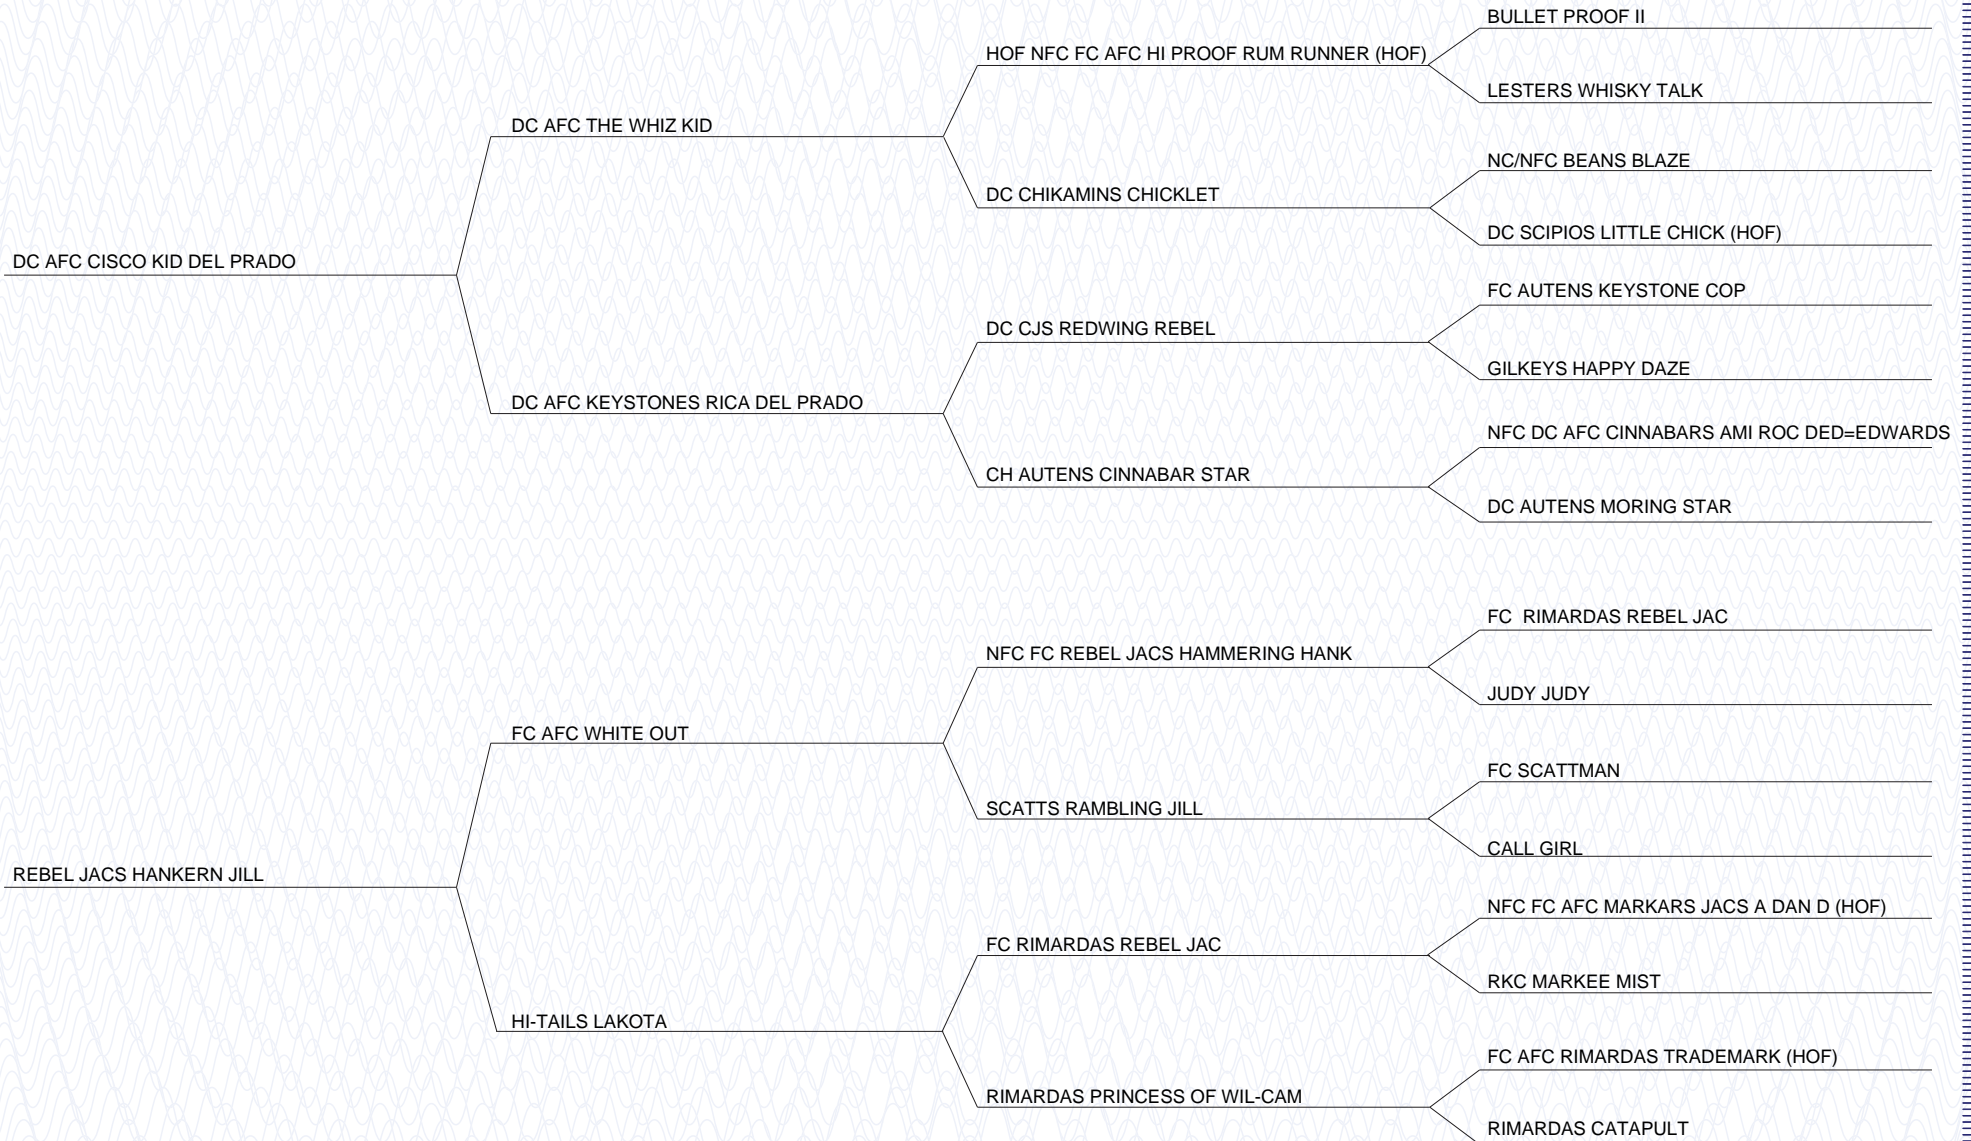 BULLET PROOF II
HOF NFC FC AFC HI PROOF RUM RUNNER (HOF)
LESTERS WHISKY TALK
DC AFC THE WHIZ KID
NC/NFC BEANS BLAZE
DC CHIKAMINS CHICKLET
DC SCIPIOS LITTLE CHICK (HOF)
DC AFC CISCO KID DEL PRADO
FC AUTENS KEYSTONE COP
DC CJS REDWING REBEL
GILKEYS HAPPY DAZE
DC AFC KEYSTONES RICA DEL PRADO
NFC DC AFC CINNABARS AMI ROC DED=EDWARDS
CH AUTENS CINNABAR STAR
DC AUTENS MORING STAR
FC  RIMARDAS REBEL JAC
NFC FC REBEL JACS HAMMERING HANK
JUDY JUDY
FC AFC WHITE OUT
FC SCATTMAN
SCATTS RAMBLING JILL
CALL GIRL
REBEL JACS HANKERN JILL
NFC FC AFC MARKARS JACS A DAN D (HOF)
FC RIMARDAS REBEL JAC
RKC MARKEE MIST
HI-TAILS LAKOTA
FC AFC RIMARDAS TRADEMARK (HOF)
RIMARDAS PRINCESS OF WIL-CAM
RIMARDAS CATAPULT